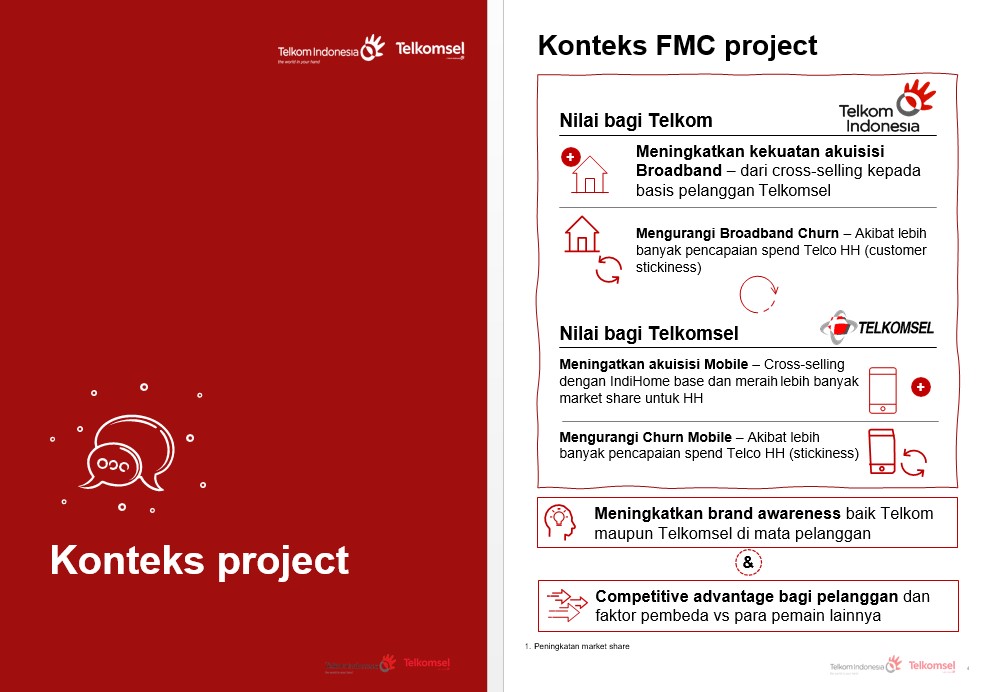 Telkom Indonesia
the world in your hand
Telkomsel
Konteks project
Telkomsel
Konteks FMC project
Telkom
Indonesia
Nilai bagi Telkom
Meningkatkan kekuatan akuisisi
Broadband – dari cross-selling kepada
basis pelanggan Telkomsel
Mengurangi Broadband Churn – Akibat lebih
banyak pencapaian spend Telco HH (customer
stickiness)
Nilai bagi Telkomsel
TELKOMSEL
Meningatkan akuisisi Mobile – Cross-selling
dengan IndiHome base dan meraih lebih banyak
market share untuk HH
Mengurangi Churn Mobile – Akibat lebih
banyak pencapaian spend Telco HH (stickiness)
Meningkatkan brand awareness baik Telkom
maupun Telkomsel di mata pelanggan
&
Competitive advantage bagi pelanggan dan
faktor pembeda vs para pemain lainnya
1. Peningkatan market share
Telkom Indonesia
Telkomsel
4